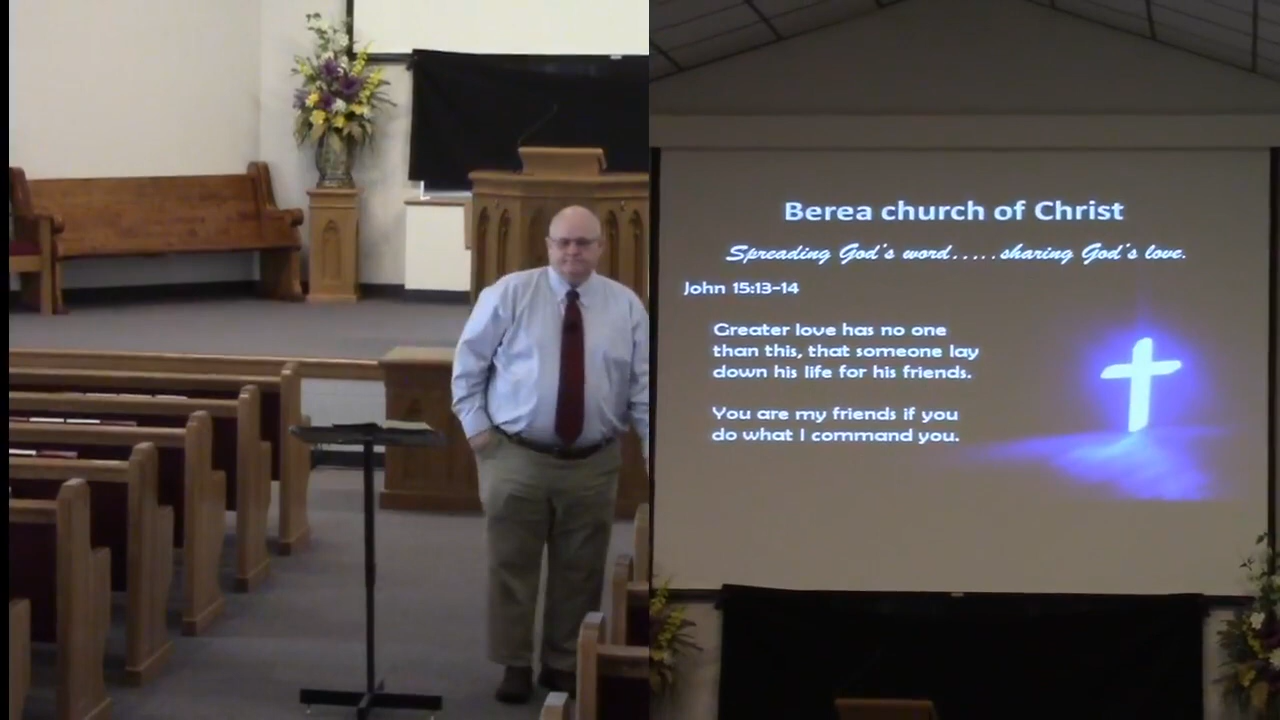 Berea church of Christ
Spreading God's word.....sharing God's love.
John 15:13-14
Greater love has no one
than this, that someone lay
down his life for his friends.
You are my friends if you
do what I command you.